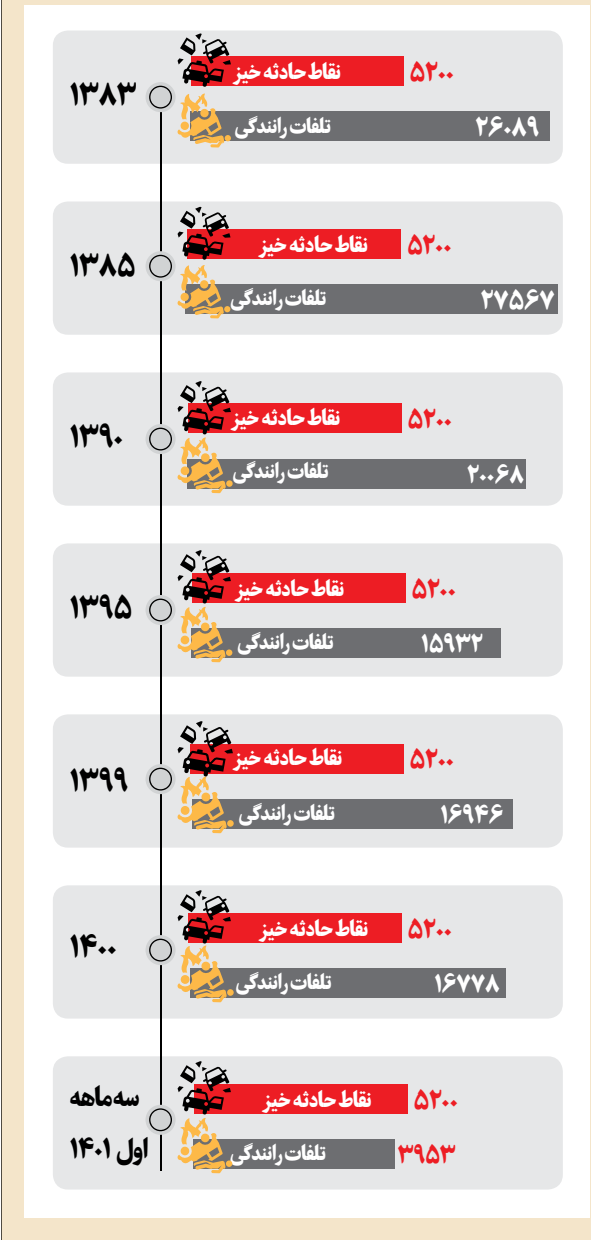 ۱۳۸۳
نقاط حادثه خیز ۵۲۰۰
تلفات رانندگی ۲۶۰۸۹
۱۳۸۵
نقاط حادثه خیز ۵۲۰۰
تلفات رانندگی ۲۷۵۶۷
۱۳۹۰
نقاط حادثه خیز ۵۲۰۰
تلفات رانندگی ۲۰۰۶۸
۱۳۹۵
نقاط حادثه خیز ۵۲۰۰
تلفات رانندگی ۱۵۹۳۲
۱۳۹۹
نقاط حادثه خیز ۵۲۰۰
تلفات رانندگی ۱۶۹۴۶
۱۴۰۰
نقاط حادثه خیز ۵۲۰۰
تلفات رانندگی ۱۶۷۷۸
سه‌ماهه
اول ۱۴۰۱
نقاط حادثه خیز ۵۲۰۰
تلفات رانندگی ۳۹۵۳